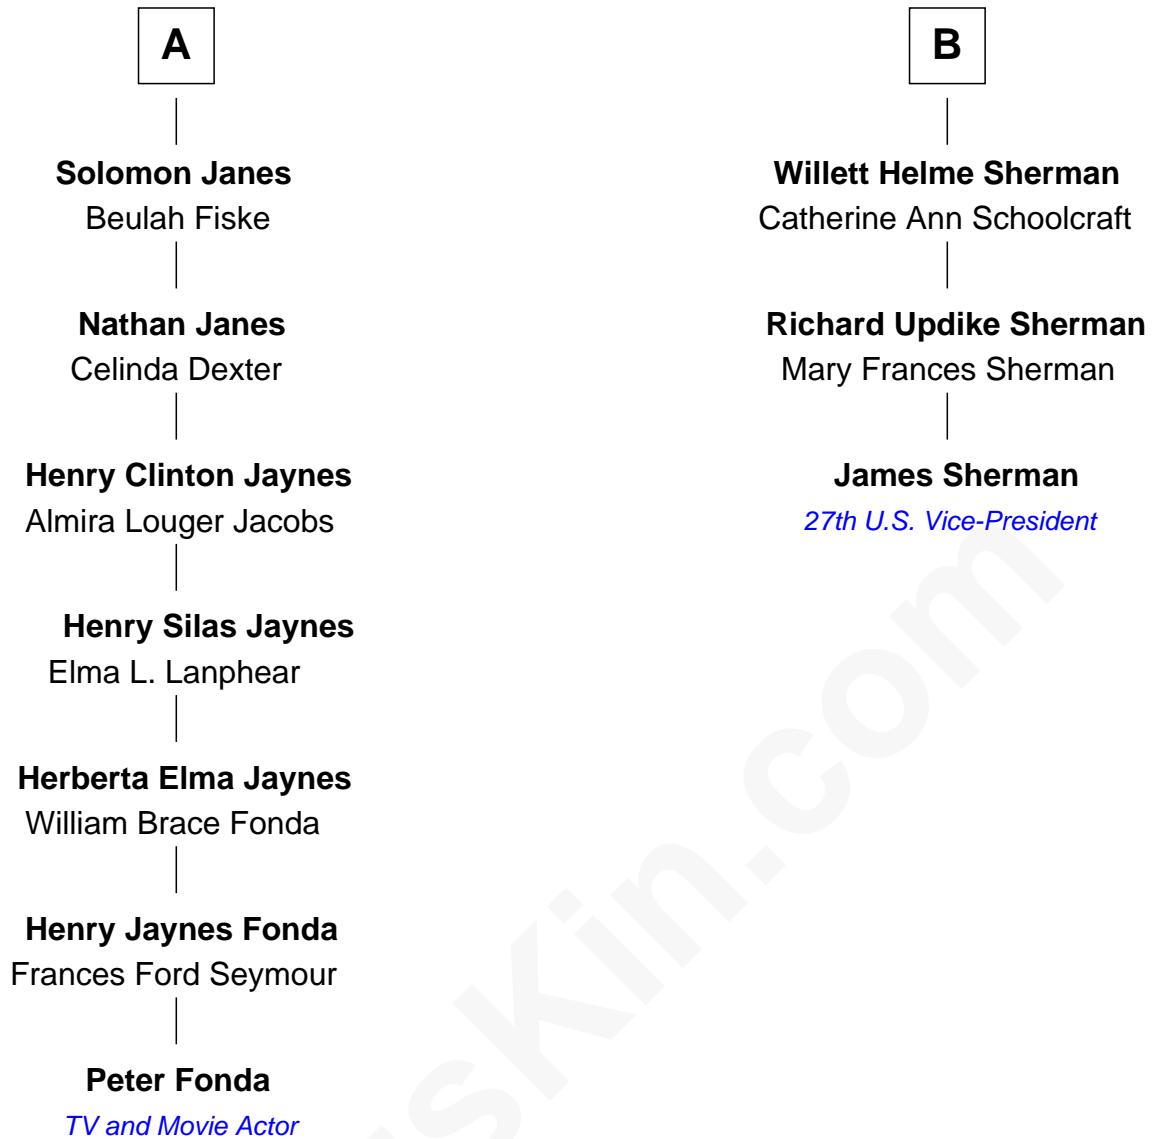 A
Solomon Janes
Beulah Fiske
Nathan Janes
Celinda Dexter
Henry Clinton Jaynes
Almira Louger Jacobs
Henry Silas Jaynes
Elma L. Lanphear
Herberta Elma Jaynes
William Brace Fonda
Henry Jaynes Fonda
Frances Ford Seymour
Peter Fonda
TV and Movie Actor
B
Willett Helme Sherman
Catherine Ann Schoolcraft
Richard Updike Sherman
Mary Frances Sherman
James Sherman
27th U.S. Vice-President
sKin.com